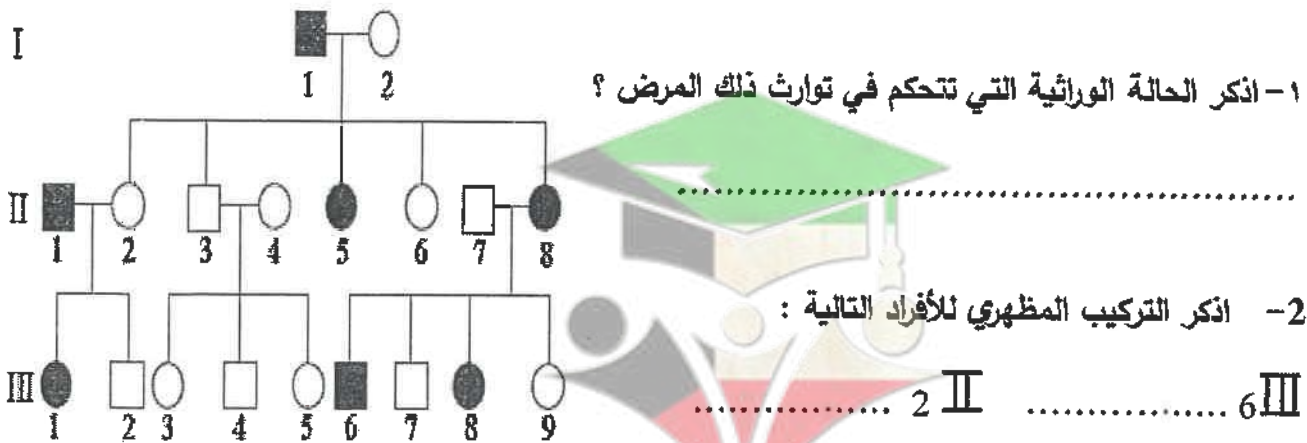 I
1 2
١- اذكر الحالة الوراثية التي تتحكم في توارث ذلك المرض ؟
................................................................
II
1 2 3 4 5 6 7 8
2- اذكر التركيب المظهري للأفراد التالية :
III
1 2 3 4 5 6 7 8 9
III 6 ................ II 2 ................